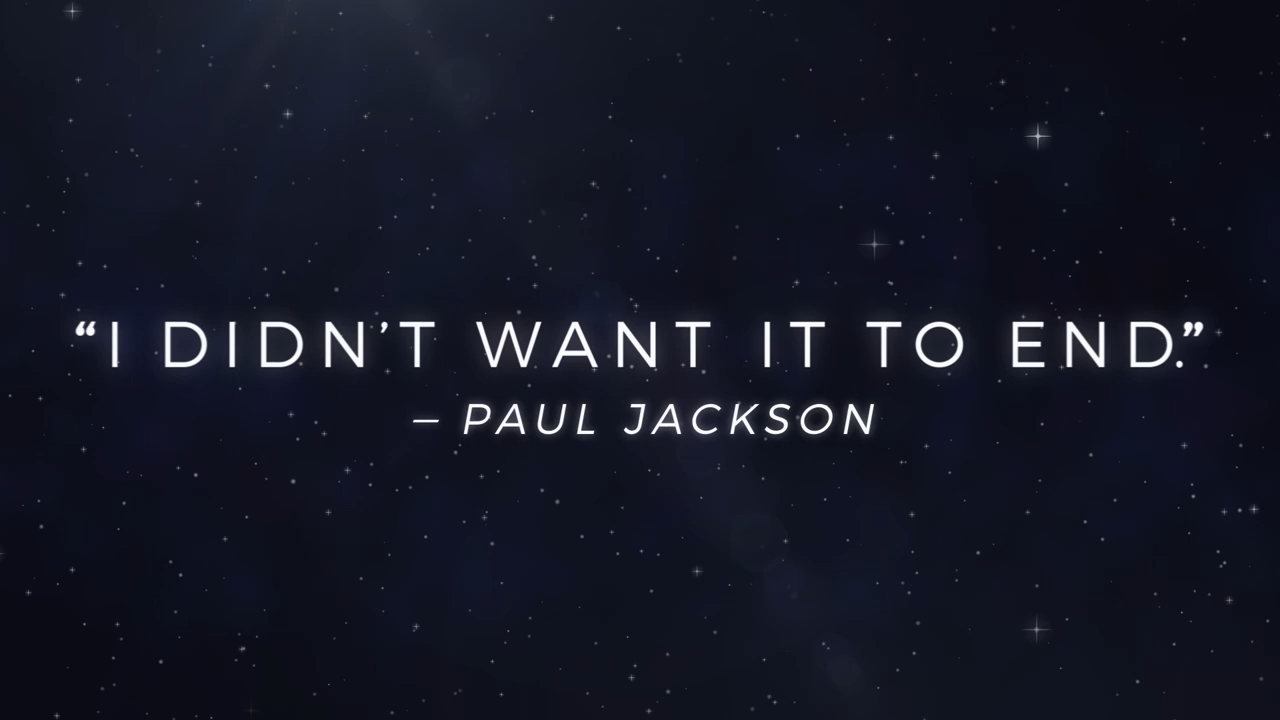 “I DIDN’T WANT IT TO END.”
– PAUL JACKSON